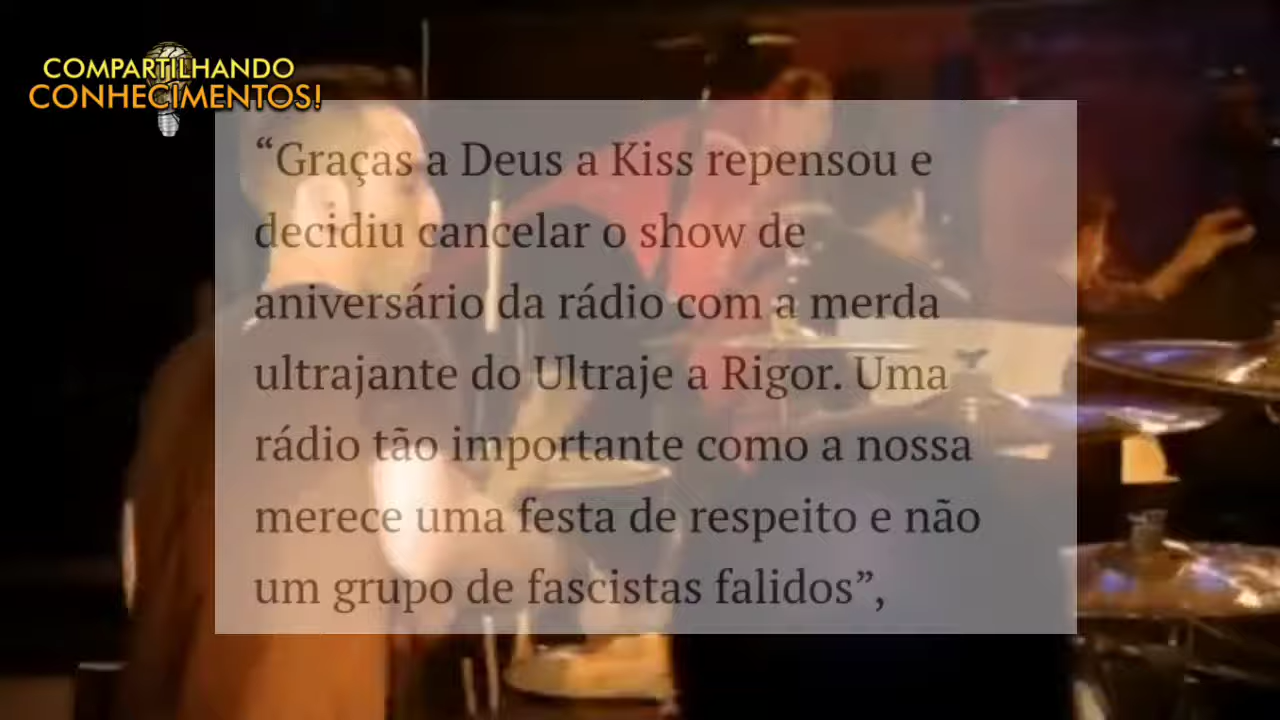 COMPARTILHANDO
CONHECIMENTOS!
“Graças a Deus a Kiss repensou e
decidiu cancelar o show de
aniversário da rádio com a merda
ultrajante do Ultraje a Rigor. Uma
rádio tão importante como a nossa
merece uma festa de respeito e não
um grupo de fascistas falidos”,